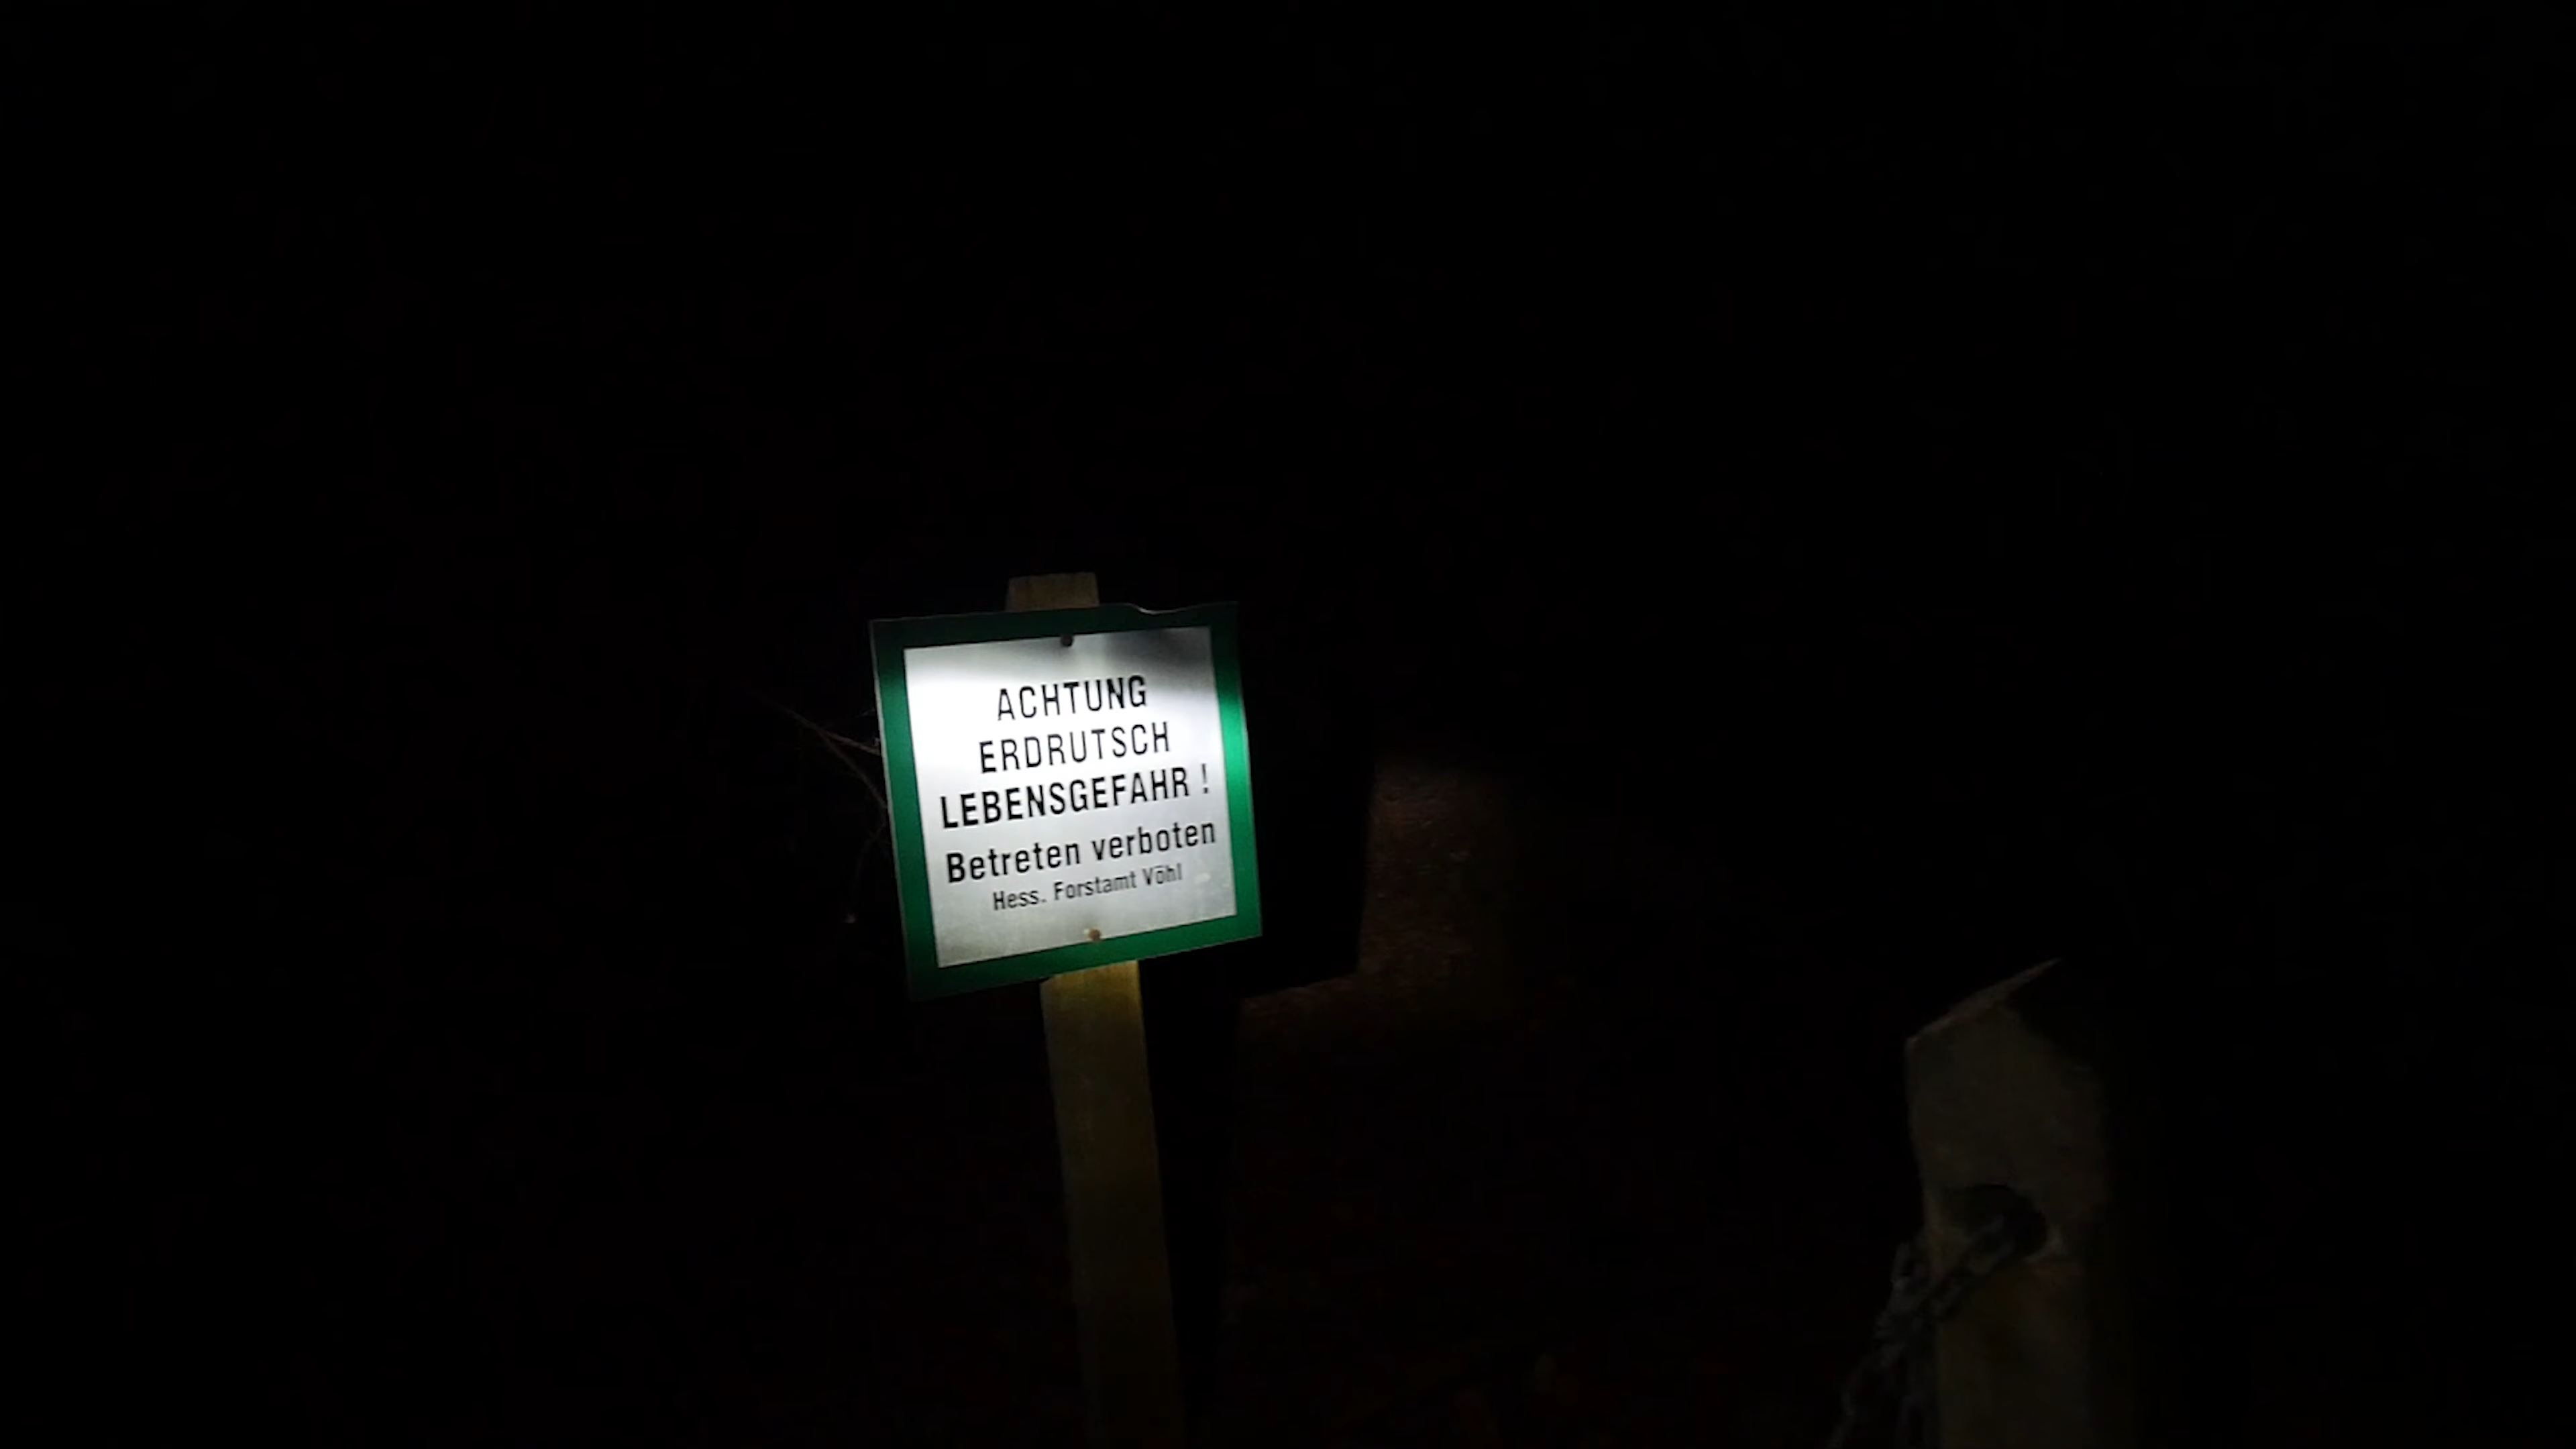 ACHTUNG
ERDRUTSCH
LEBENSGEFAHR !
Betreten verboten
Hess. Forstamt Vöhl